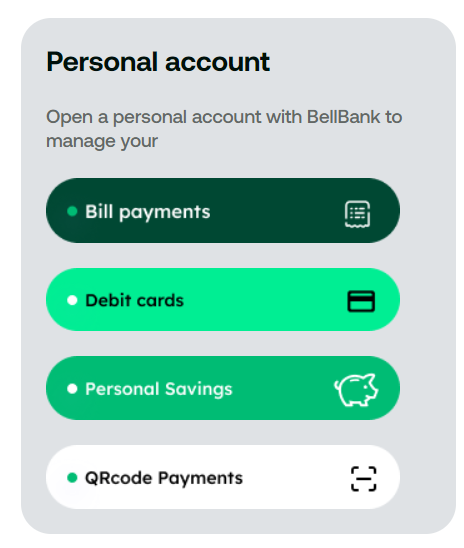 Personal account
Open a personal account with BellBank to
manage your
Bill payments
Debit cards
Personal Savings
QRcode Payments